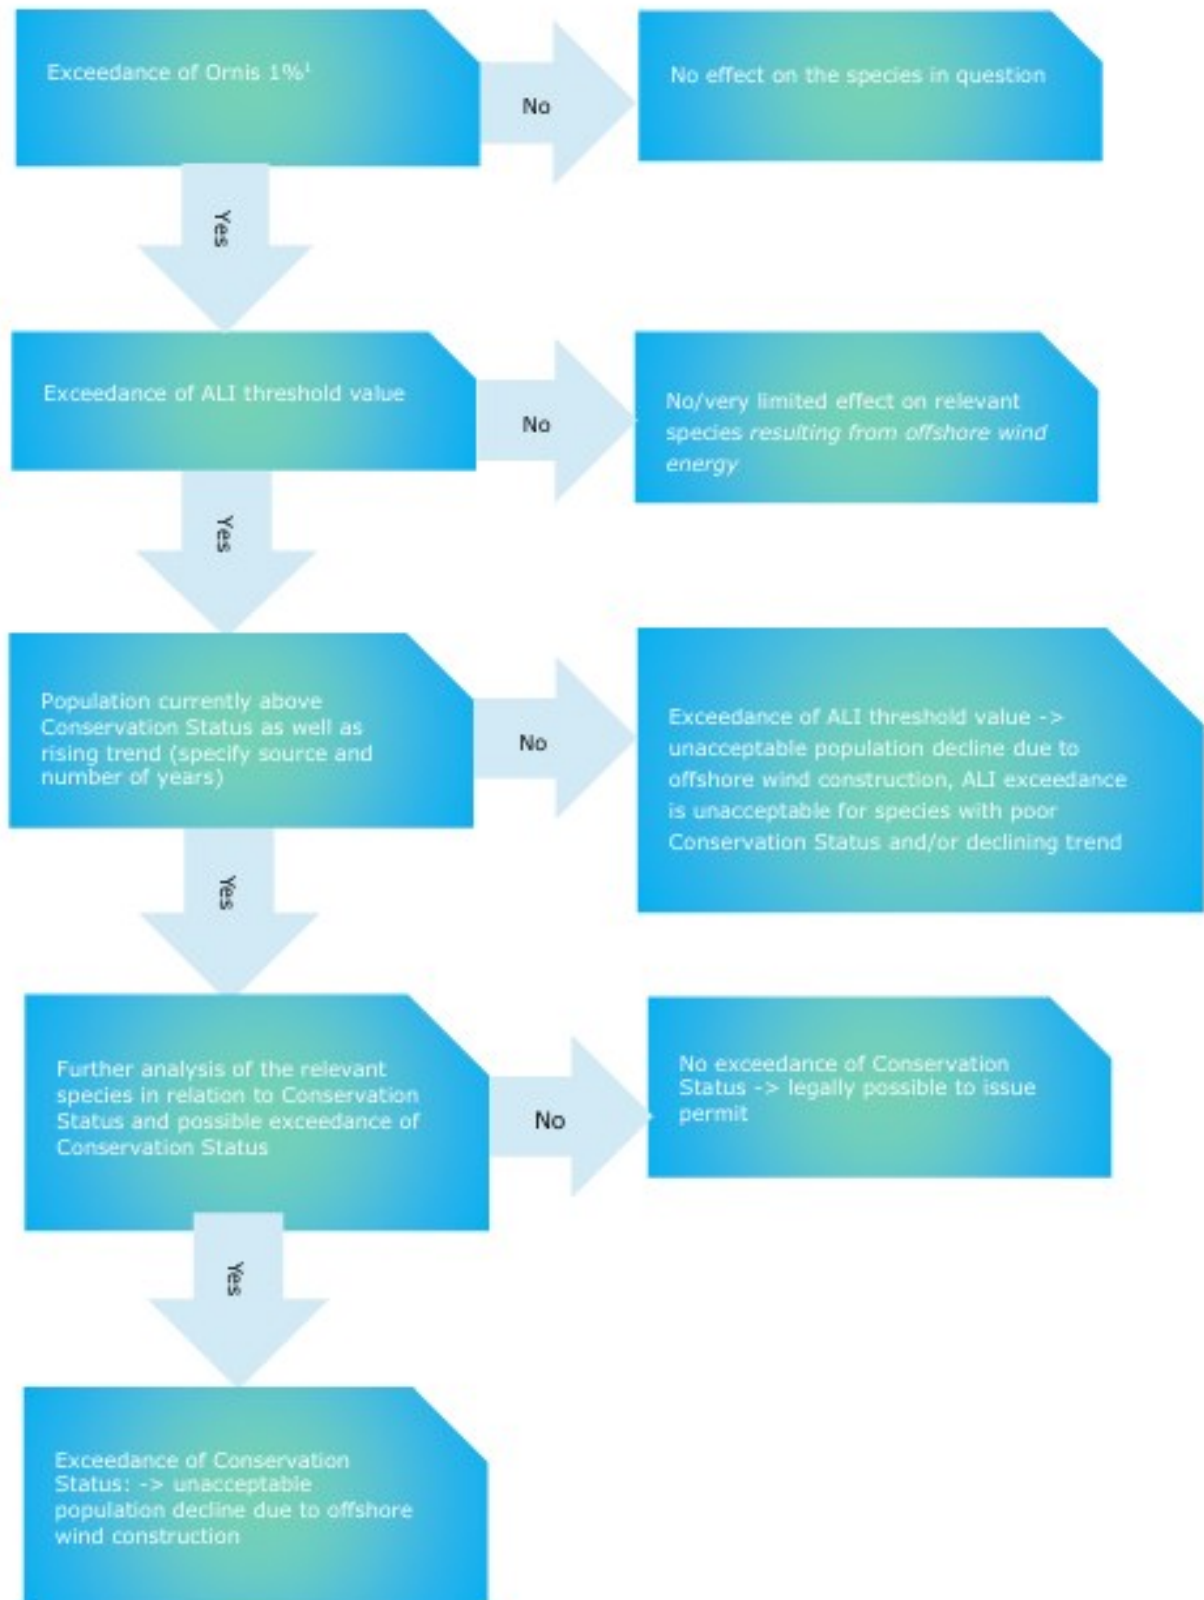 Exceedance of Ornis 1%¹
No
No effect on the species in question
Yes
Exceedance of ALI threshold value
No
No/very limited effect on relevant
species resulting from offshore wind
energy
Yes
Population currently above
Conservation Status as well as
rising trend (specify source and
number of years)
No
Exceedance of ALI threshold value ->
unacceptable population decline due to
offshore wind construction, ALI exceedance
is unacceptable for species with poor
Conservation Status and/or declining trend
Yes
Further analysis of the relevant
species in relation to Conservation
Status and possible exceedance of
Conservation Status
No
No exceedance of Conservation
Status -> legally possible to issue
permit
Yes
Exceedance of Conservation
Status: -> unacceptable
population decline due to offshore
wind construction